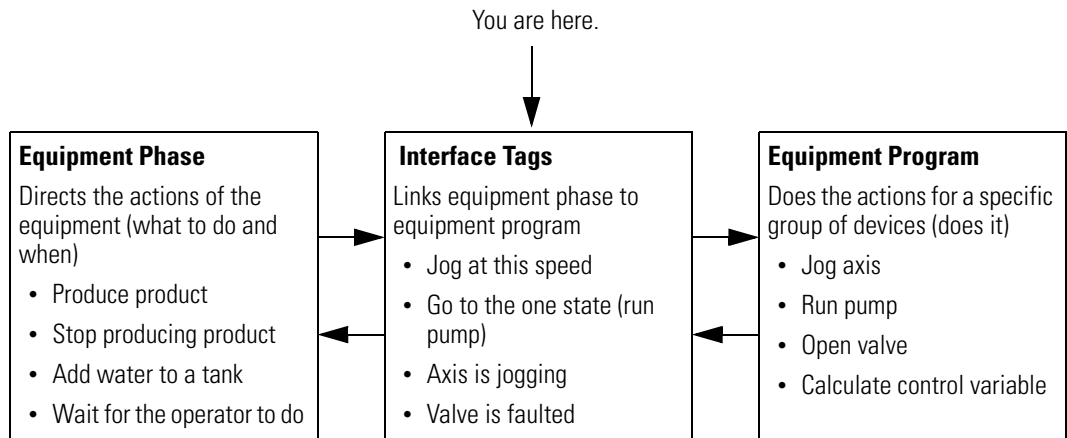 You are here.
Equipment Phase
Directs the actions of the
equipment (what to do and
when)
• Produce product
• Stop producing product
• Add water to a tank
• Wait for the operator to do
Interface Tags
Links equipment phase to
equipment program
• Jog at this speed
• Go to the one state (run
pump)
• Axis is jogging
• Valve is faulted
Equipment Program
Does the actions for a specific
group of devices (does it)
• Jog axis
• Run pump
• Open valve
• Calculate control variable